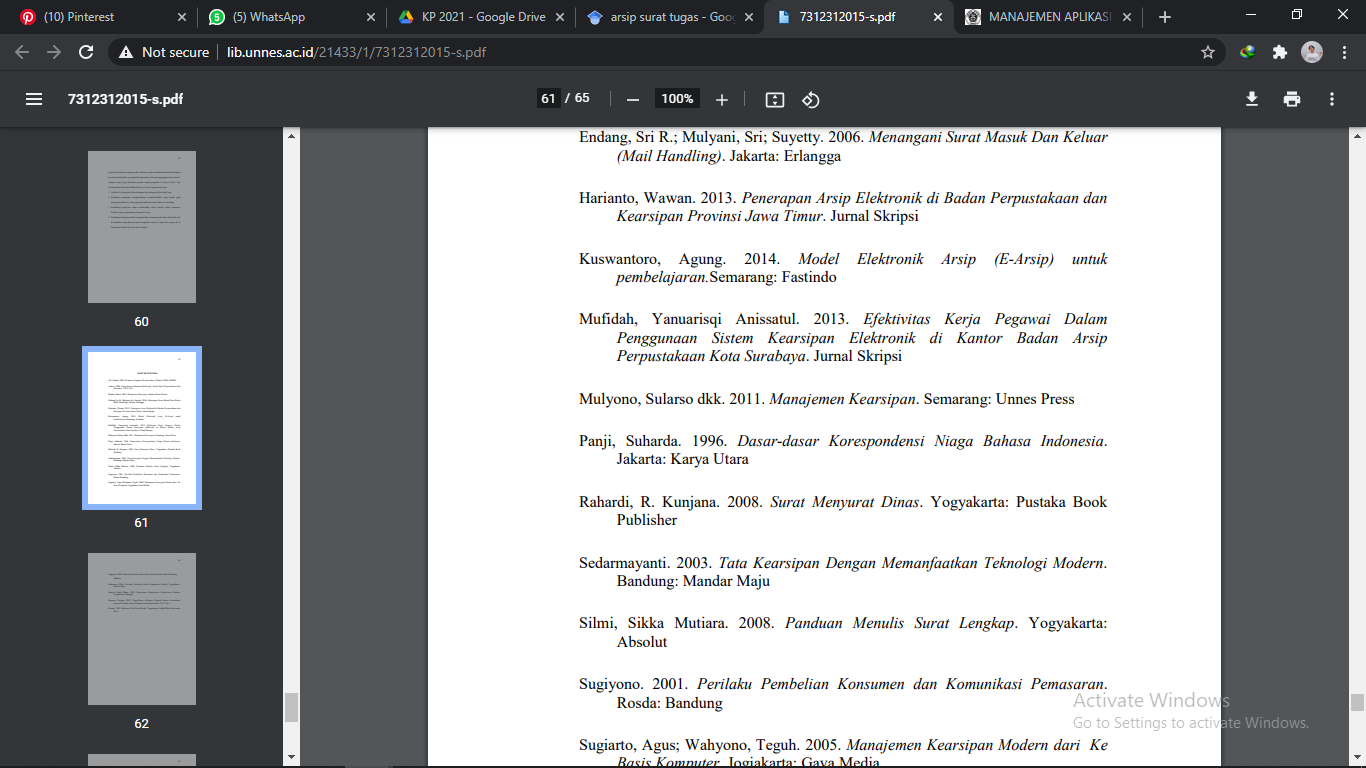 (10) Pinterest
(5) WhatsApp
KP 2021 - Google Drive
arsip surat tugas - Goo
7312312015-s.pdf
MANAJEMEN APLIKASI
Not secure
lib.unnes.ac.id/21433/1/7312312015-s.pdf
7312312015-s.pdf
61 / 65
100%
60
61
62
Endang, Sri R.; Mulyani, Sri; Suyetty. 2006. Menangani Surat Masuk Dan Keluar
(Mail Handling). Jakarta: Erlangga
Harianto, Wawan. 2013. Penerapan Arsip Elektronik di Badan Perpustakaan dan
Kearsipan Provinsi Jawa Timur. Jurnal Skripsi
Kuswantoro, Agung. 2014. Model Elektronik Arsip (E-Arsip) untuk
pembelajaran.Semarang: Fastindo
Mufidah, Yanuarisqi Anissatul. 2013. Efektivitas Kerja Pegawai Dalam
Penggunaan Sistem Kearsipan Elektronik di Kantor Badan Arsip
Perpustakaan Kota Surabaya. Jurnal Skripsi
Mulyono, Sularso dkk. 2011. Manajemen Kearsipan. Semarang: Unnes Press
Panji, Suharda. 1996. Dasar-dasar Korespondensi Niaga Bahasa Indonesia.
Jakarta: Karya Utara
Rahardi, R. Kunjana. 2008. Surat Menyurat Dinas. Yogyakarta: Pustaka Book
Publisher
Sedarmayanti. 2003. Tata Kearsipan Dengan Memanfaatkan Teknologi Modern.
Bandung: Mandar Maju
Silmi, Sikka Mutiara. 2008. Panduan Menulis Surat Lengkap. Yogyakarta:
Absolut
Sugiyono. 2001. Perilaku Pembelian Konsumen dan Komunikasi Pemasaran.
Rosda: Bandung
Sugiarto, Agus; Wahyono, Teguh. 2005. Manajemen Kearsipan Modern dari Ke
Basis Komputer. Jogjakarta: Gava Media
Activate Windows
Go to Settings to activate Windows.